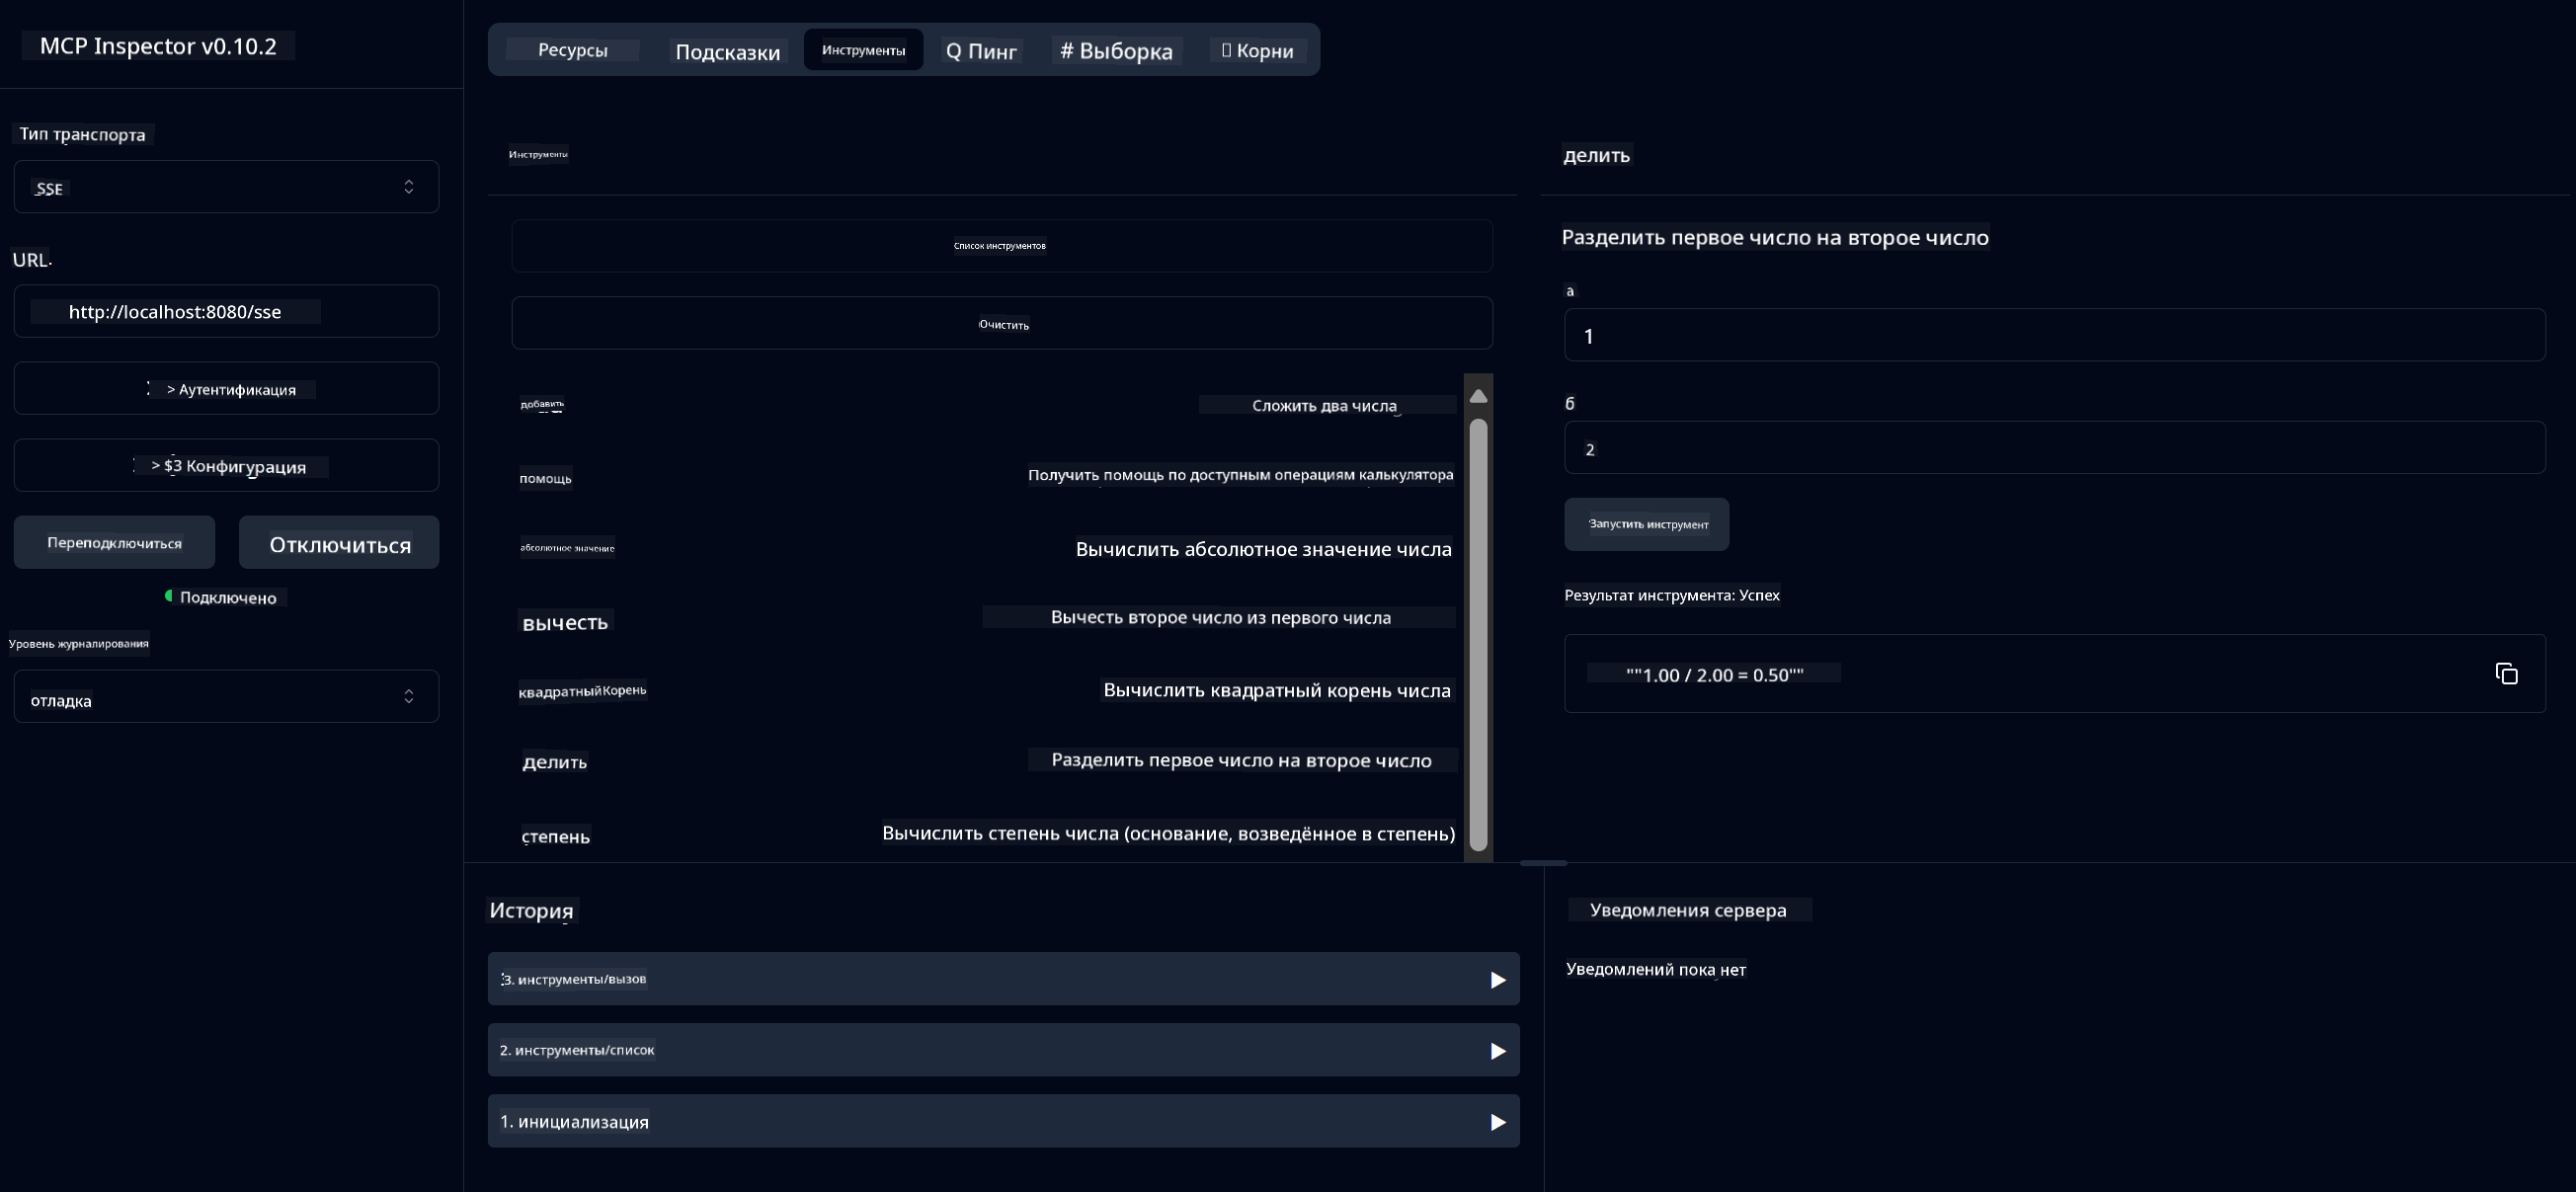 MCP Inspector v0.10.2
Тип транспорта
SSE
URL
http://localhost:8080/sse
> Аутентификация
> $3 Конфигурация
Переподключиться
Отключиться
Подключено
Уровень журналирования
отладка
Ресурсы
Подсказки
Инструменты
Q Пинг
# Выборка
Корни
Инструменты
Список инструментов
Очистить
добавить
Сложить два числа
помощь
Получить помощь по доступным операциям калькулятора
абсолютное значение
Вычислить абсолютное значение числа
вычесть
Вычесть второе число из первого числа
квадратныйКорень
Вычислить квадратный корень числа
делить
Разделить первое число на второе число
степень
Вычислить степень числа (основание, возведённое в степень)
делить
Разделить первое число на второе число
а
1
б
2
Запустить инструмент
Результат инструмента: Успех
""1.00 / 2.00 = 0.50""
История
3. инструменты/вызов
2. инструменты/список
1. инициализация
Уведомления сервера
Уведомлений пока нет